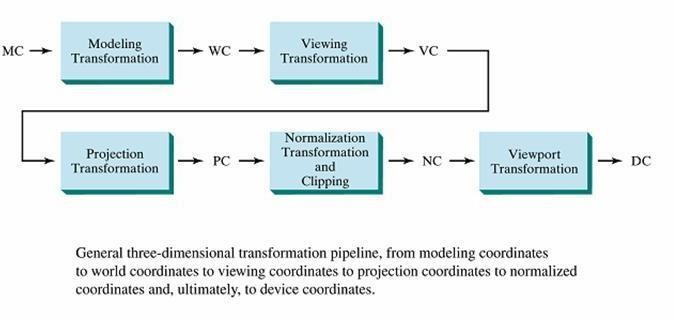 MC
Modeling
Transformation
WC
Viewing
Transformation
VC
Projection
Transformation
PC
Normalization
Transformation
and
Clipping
NC
Viewport
Transformation
DC
General three-dimensional transformation pipeline, from modeling coordinates
to world coordinates to viewing coordinates to projection coordinates to normalized
coordinates and, ultimately, to device coordinates.